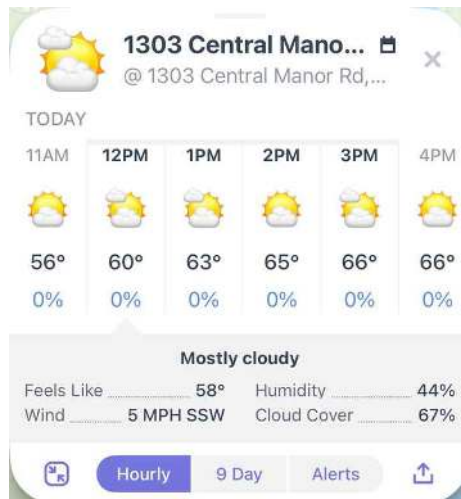 1303 Central Mano...
@ 1303 Central Manor Rd,...
TODAY
11AM 12PM 1PM 2PM 3PM 4PM
56° 60° 63° 65° 66° 66°
0% 0% 0% 0% 0% 0%
Mostly cloudy
Feels Like 58° Humidity 44%
Wind 5 MPH SSW Cloud Cover 67%
Hourly 9 Day Alerts